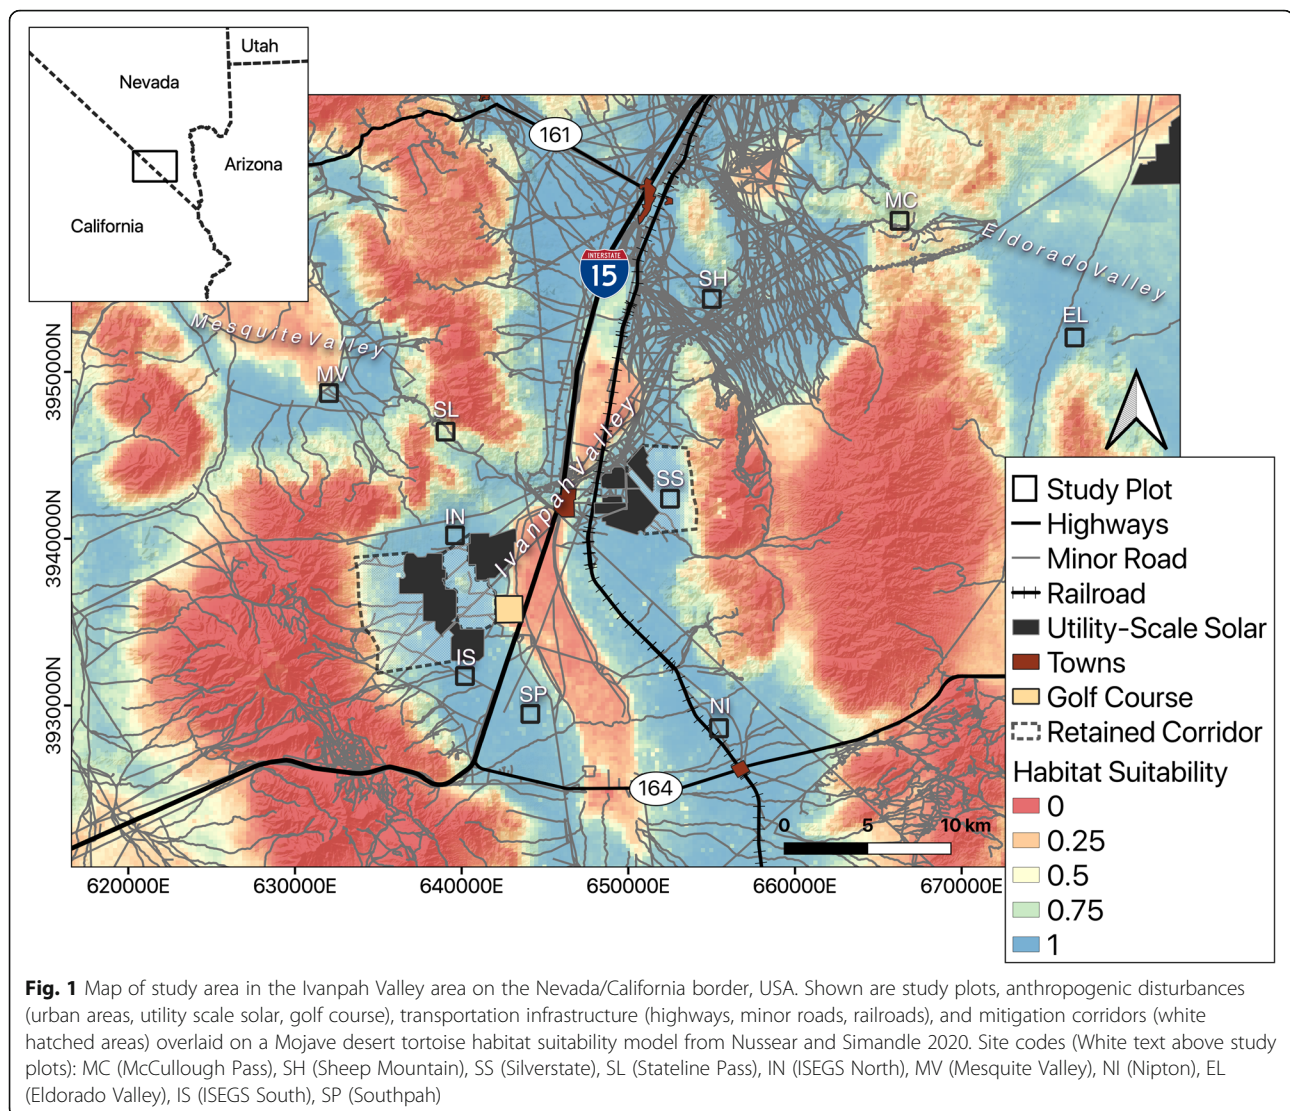 Utah
Nevada
Arizona
California
161
INTERSTATE
15
MC
Eldorado Valley
SH
EL
Mesquite Valley
MV
SL
Ivanpah Valley
SS
IN
IS
SP
NI
164
3950000N
3940000N
3930000N
0 5 10 km
620000E 630000E 640000E 650000E 660000E 670000E
Study Plot
Highways
Minor Road
Railroad
Utility-Scale Solar
Towns
Golf Course
Retained Corridor
Habitat Suitability
0
0.25
0.5
0.75
1
Fig. 1 Map of study area in the Ivanpah Valley area on the Nevada/California border, USA. Shown are study plots, anthropogenic disturbances
(urban areas, utility scale solar, golf course), transportation infrastructure (highways, minor roads, railroads), and mitigation corridors (white
hatched areas) overlaid on a Mojave desert tortoise habitat suitability model from Nussear and Simandle 2020. Site codes (White text above study
plots): MC (McCullough Pass), SH (Sheep Mountain), SS (Silverstate), SL (Stateline Pass), IN (ISEGS North), MV (Mesquite Valley), NI (Nipton), EL
(Eldorado Valley), IS (ISEGS South), SP (Southpah)